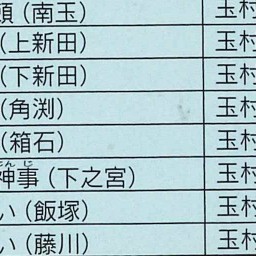 頭（南玉） 玉村
（上新田） 玉村
（下新田） 玉村
（角渕） 玉村
（箱石） 玉村
神事（下之宮） 玉村
い（飯塚） 玉村
い（藤川） 玉村